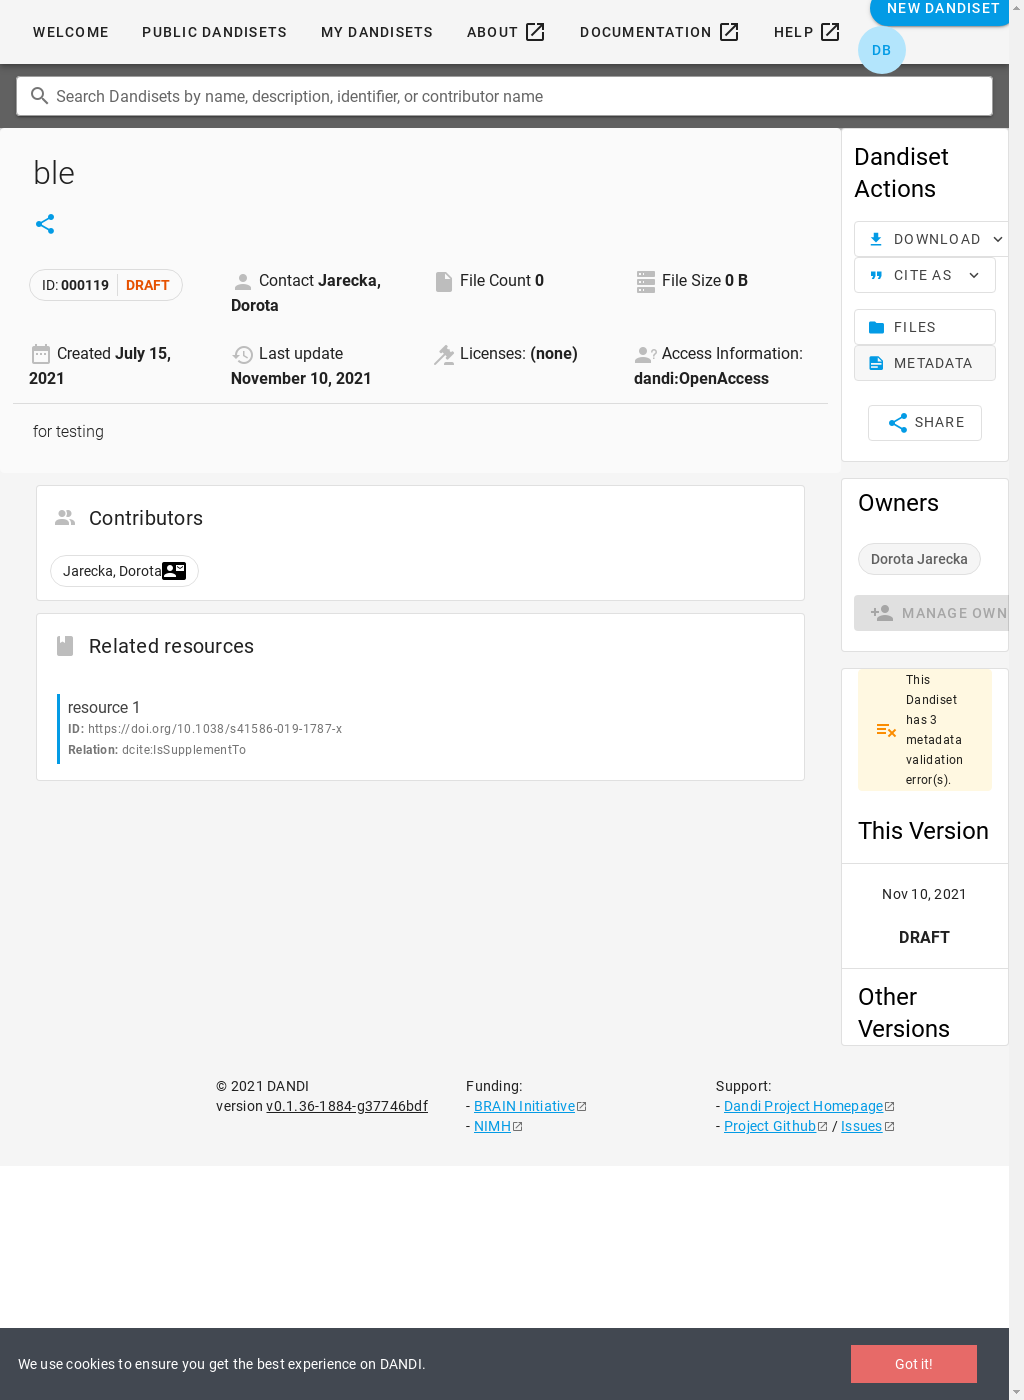 WELCOME PUBLIC DANDISETS MY DANDISETS ABOUT DOCUMENTATION HELP NEW DANDISET
DB
Search Dandisets by name, description, identifier, or contributor name
ble
ID: 000119 DRAFT
Contact Jarecka,
Dorota
File Count 0
File Size 0 B
Created July 15,
2021
Last update
November 10, 2021
Licenses: (none)
Access Information:
dandi:OpenAccess
for testing
Contributors
Jarecka, Dorota
Related resources
resource 1
ID: https://doi.org/10.1038/s41586-019-1787-x
Relation: dcite:IsSupplementTo
Dandiset
Actions
DOWNLOAD
CITE AS
FILES
METADATA
SHARE
Owners
Dorota Jarecka
MANAGE OWN
This
Dandiset
has 3
metadata
validation
error(s).
This Version
Nov 10, 2021
DRAFT
Other
Versions
© 2021 DANDI
version v0.1.36-1884-g37746bdf
Funding:
- BRAIN Initiative
- NIMH
Support:
- Dandi Project Homepage
- Project Github / Issues
We use cookies to ensure you get the best experience on DANDI.
Got it!